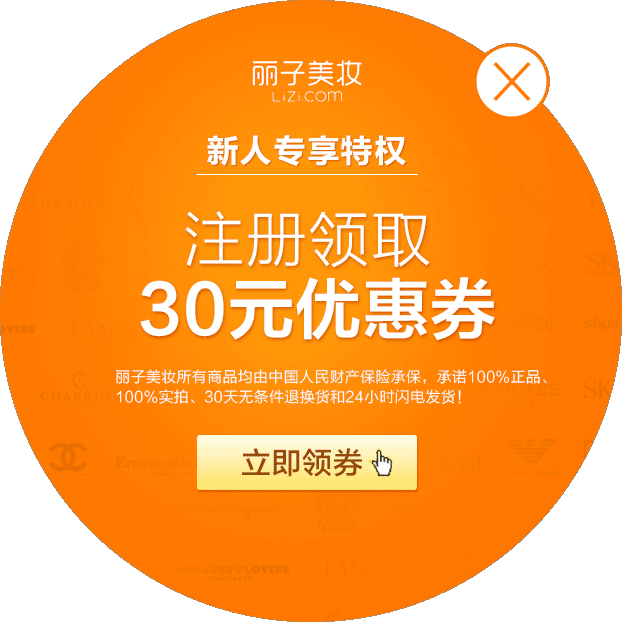 丽子美妆
LiZi.COM
新人专享特权
注册领取
30元优惠券
丽子美妆所有商品均由中国人民财产保险承保，承诺100%正品、
100%实拍、30天无条件退换货和24小时闪电发货！
立即领券